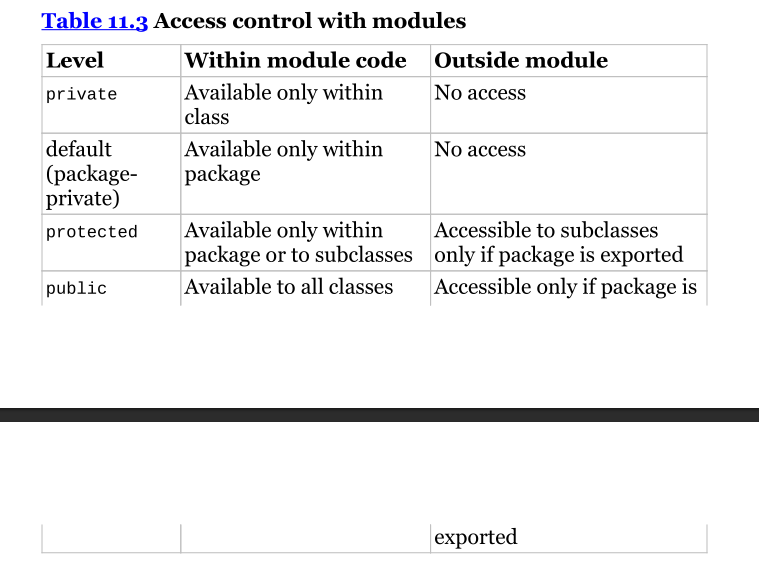 Table 11.3 Access control with modules
Level Within module code Outside module
private Available only within class No access
default (package-private) Available only within package No access
protected Available only within package or to subclasses Accessible to subclasses only if package is exported
public Available to all classes Accessible only if package is
exported